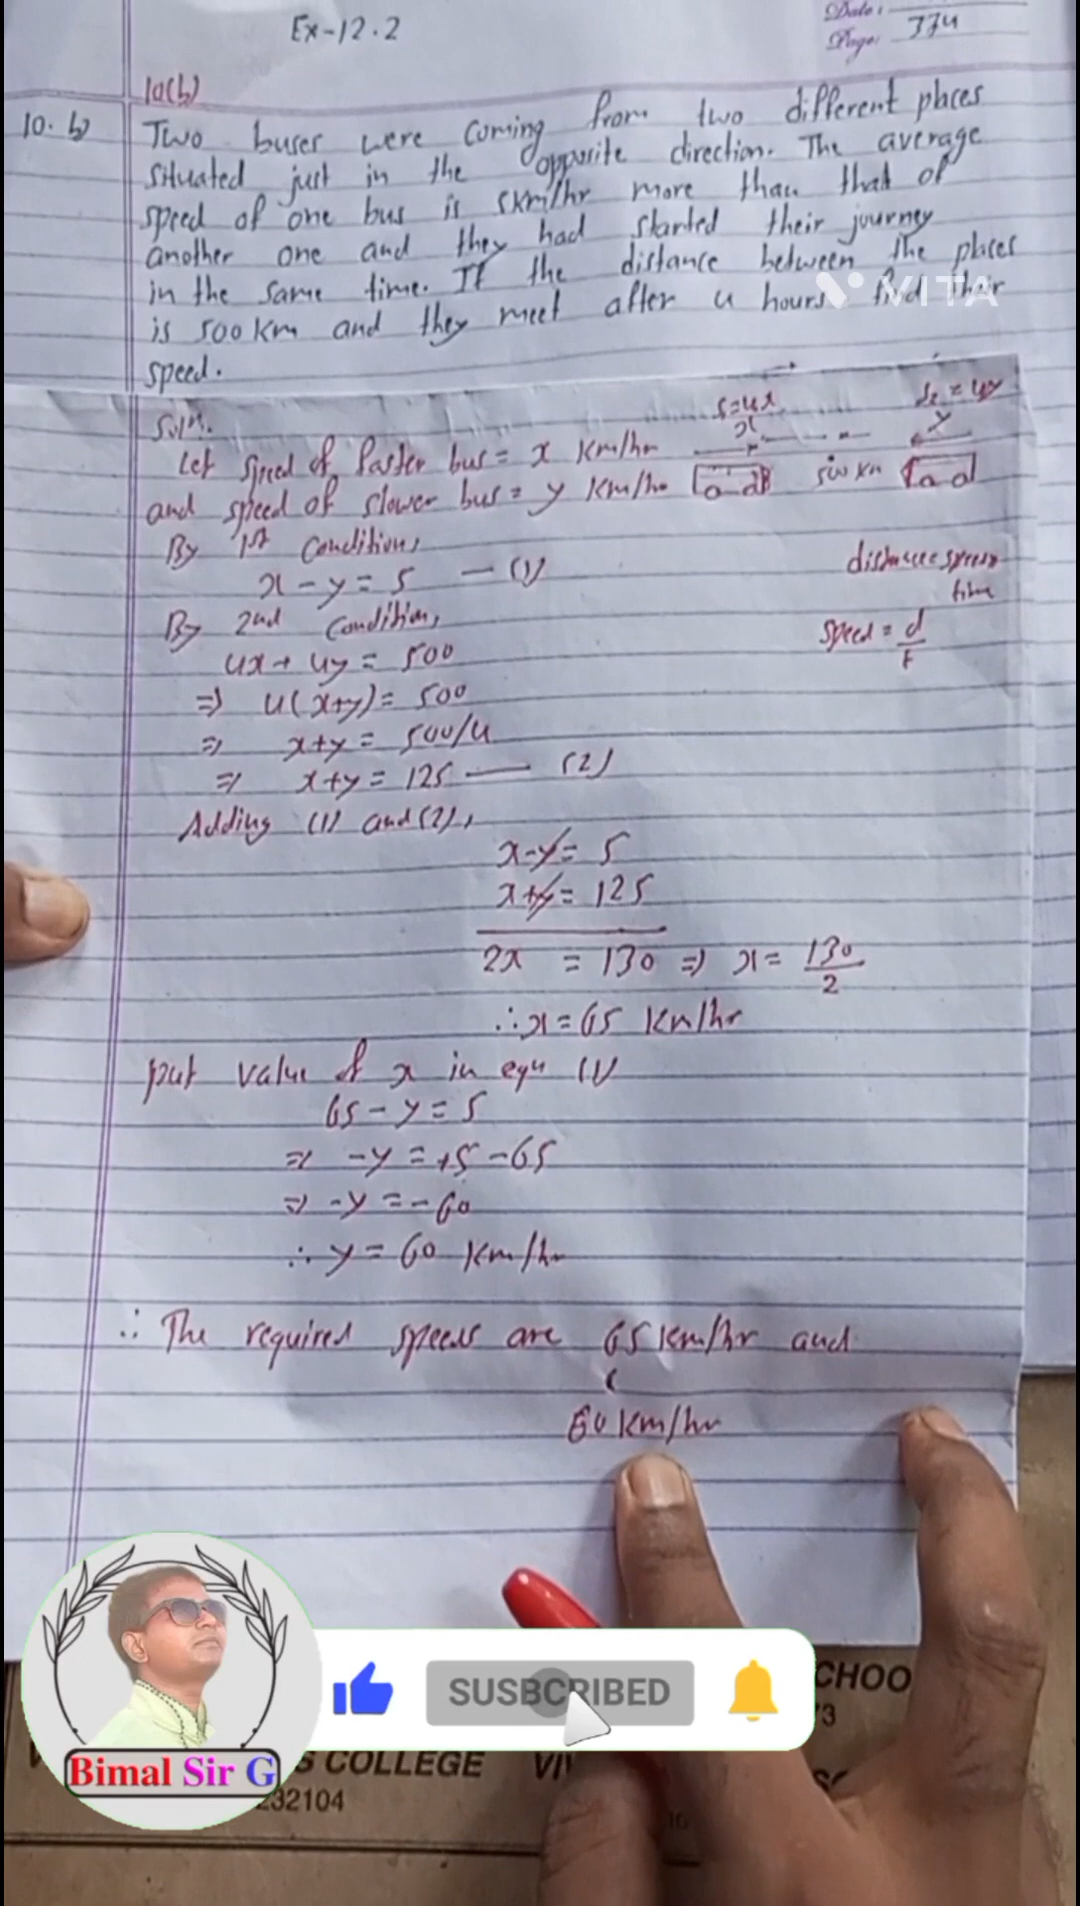 Ex-12.2
Date:
Page: 374
10(b)
10. b) Two buses were coming from two different places
situated just in the opposite direction. The average
speed of one bus is 5km/hr more than that of
another one and they had started their journey
in the same time. If the distance between the places
is 500 km and they meet after 4 hours find their
speed.
VITA
Soln.
Let speed of faster bus = x km/hr
and speed of slower bus = y km/hr
s=4x
x
s2 = 4y
y
500 km
By 1st Condition,
x - y = 5 — (1)
distance = speed
time
By 2nd Condition,
speed = d/t
4x + 4y = 500
=> 4(x+y) = 500
=> x+y = 500/4
=> x+y = 125 — (2)
Adding (1) and (2),
x-y = 5
x+y = 125
2x = 130 => x = 130/2
∴ x = 65 km/hr
put value of x in eqn (1)
65 - y = 5
=> -y = +5 -65
=> -y = -60
∴ y = 60 km/hr
∴ The required speeds are 65 km/hr and
60 km/hr
SUSBCRIBED
CHOO
Bimal Sir G
S COLLEGE VI
232104